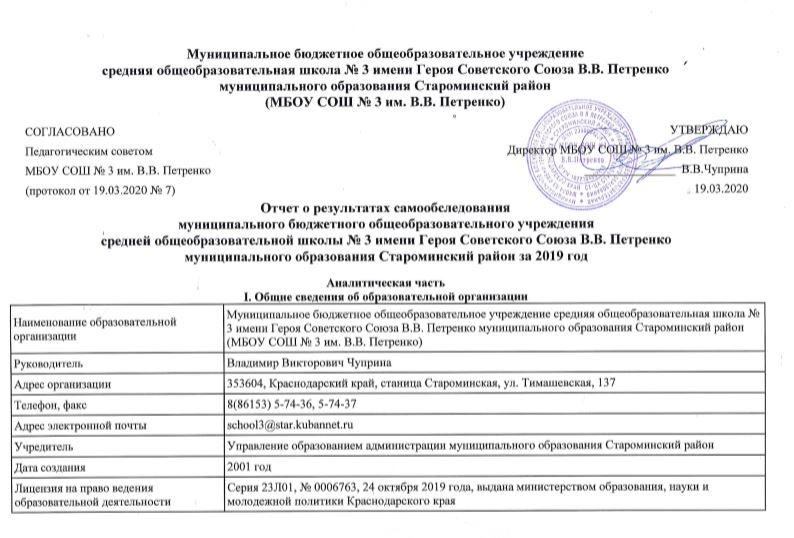 Муниципальное бюджетное общеобразовательное учреждение
средняя общеобразовательная школа № 3 имени Героя Советского Союза В.В. Петренко
муниципального образования Староминский район
(МБОУ СОШ № 3 им. В.В. Петренко)
СОГЛАСОВАНО
Педагогическим советом
МБОУ СОШ № 3 им. В.В. Петренко
(протокол от 19.03.2020 № 7)
УТВЕРЖДАЮ
Директор МБОУ СОШ № 3 им. В.В. Петренко
В.В.Чуприна
19.03.2020
Отчет о результатах самообследования
муниципального бюджетного общеобразовательного учреждения
средней общеобразовательной школы № 3 имени Героя Советского Союза В.В. Петренко
муниципального образования Староминский район за 2019 год
Аналитическая часть
I. Общие сведения об образовательной организации
Наименование образовательной
организации
Муниципальное бюджетное общеобразовательное учреждение средняя общеобразовательная школа №
3 имени Героя Советского Союза В.В. Петренко муниципального образования Староминский район
(МБОУ СОШ № 3 им. В.В. Петренко)
Руководитель
Владимир Викторович Чуприна
Адрес организации
353604, Краснодарский край, станица Староминская, ул. Тимашевская, 137
Телефон, факс
8(86153) 5-74-36, 5-74-37
Адрес электронной почты
school3@star.kubannet.ru
Учредитель
Управление образованием администрации муниципального образования Староминский район
Дата создания
2001 год
Лицензия на право ведения
образовательной деятельности
Серия 23Л01, № 0006763, 24 октября 2019 года, выдана министерством образования, науки и
молодежной политики Краснодарского края